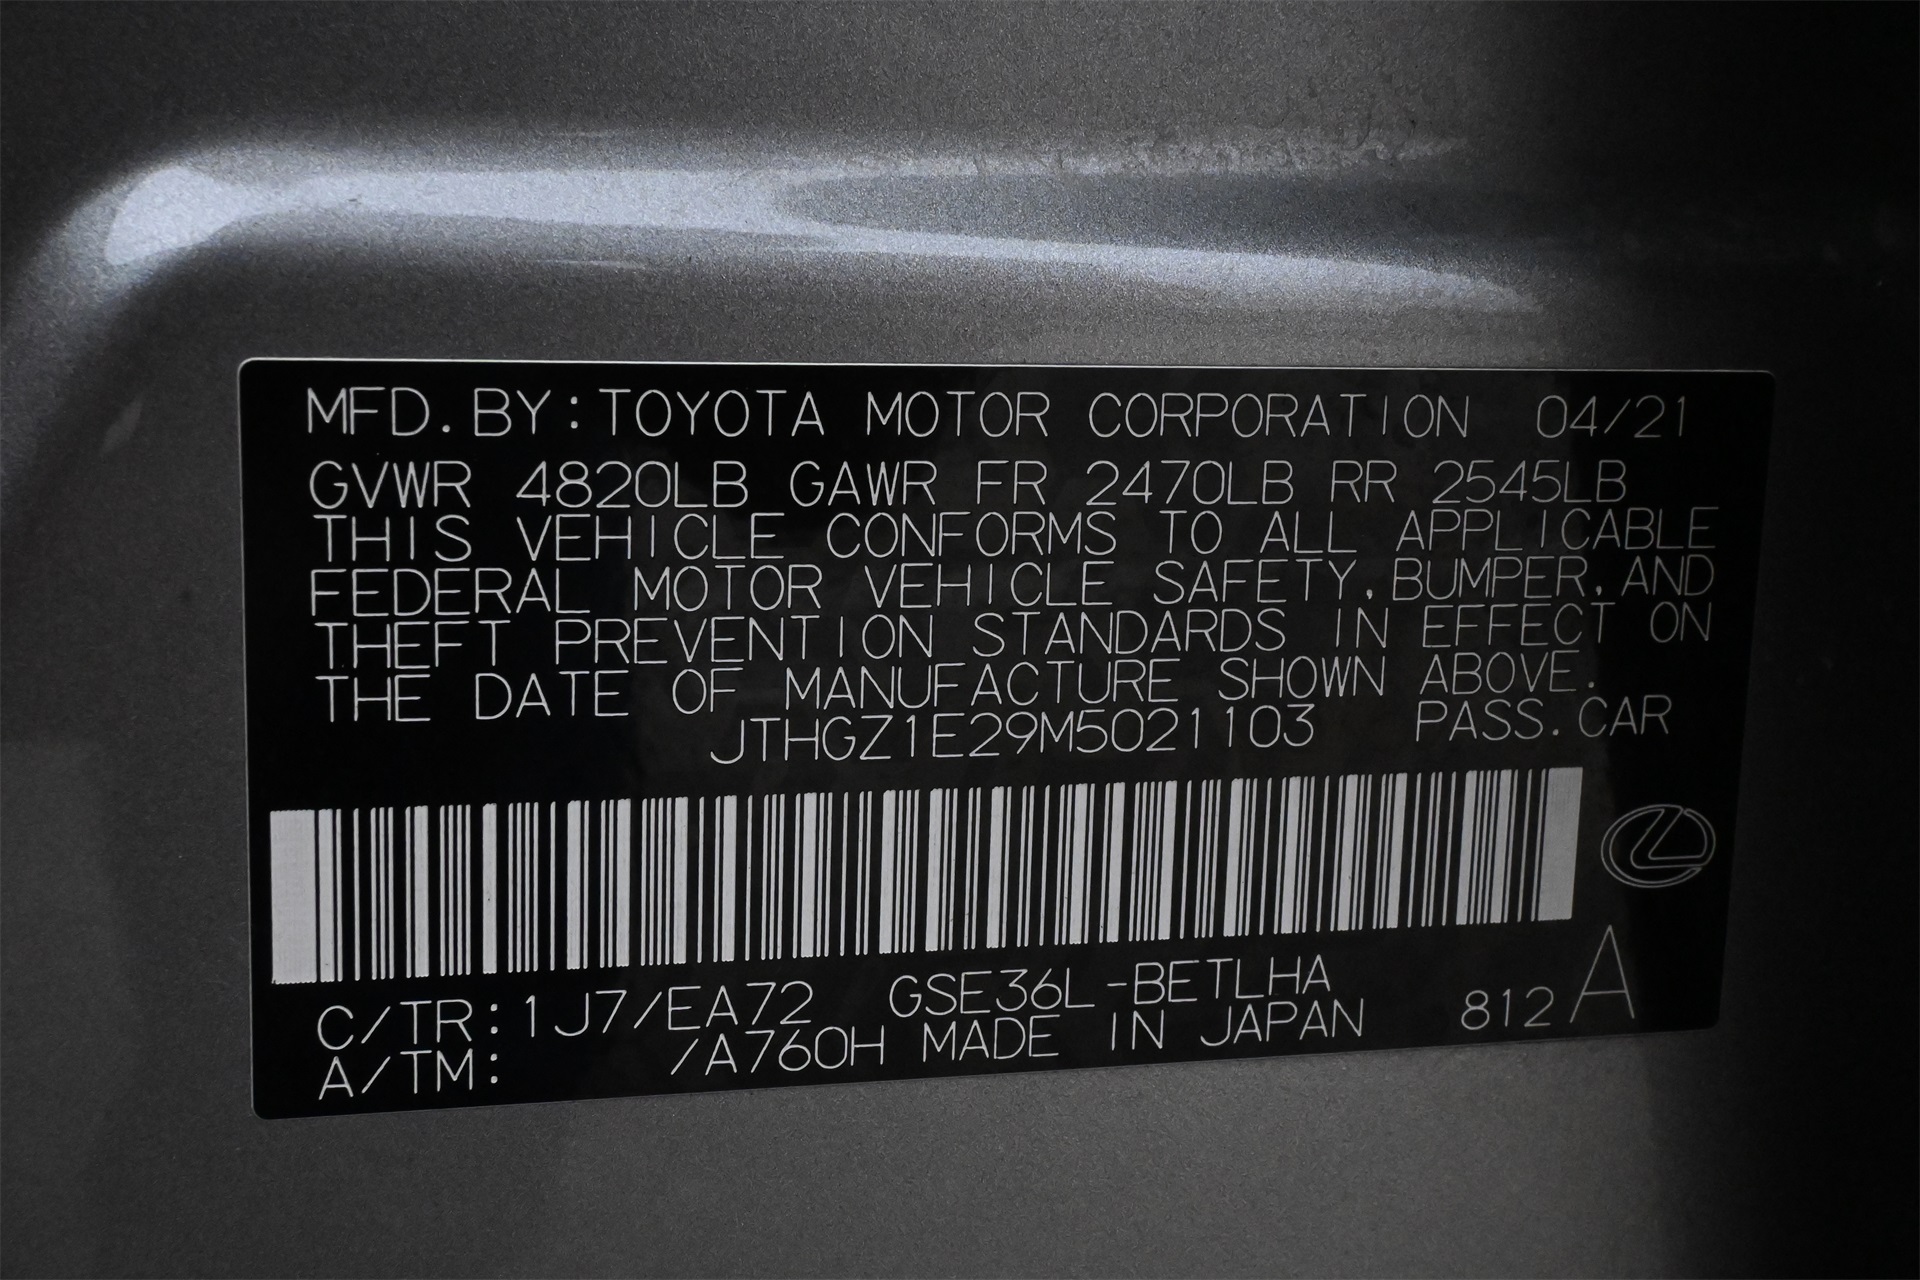 MFD. BY: TOYOTA MOTOR CORPORATION 04/21
GVWR 4820LB GAWR FR 2470LB RR 2545LB
THIS VEHICLE CONFORMS TO ALL APPLICABLE
FEDERAL MOTOR VEHICLE SAFETY, BUMPER, AND
THEFT PREVENTION STANDARDS IN EFFECT ON
THE DATE OF MANUFACTURE SHOWN ABOVE.
JTHGZ1E29M5021103 PASS. CAR
C/TR: 1J7/EA72 GSE36L-BETLHA
A/TM: /A760H MADE IN JAPAN 812 A